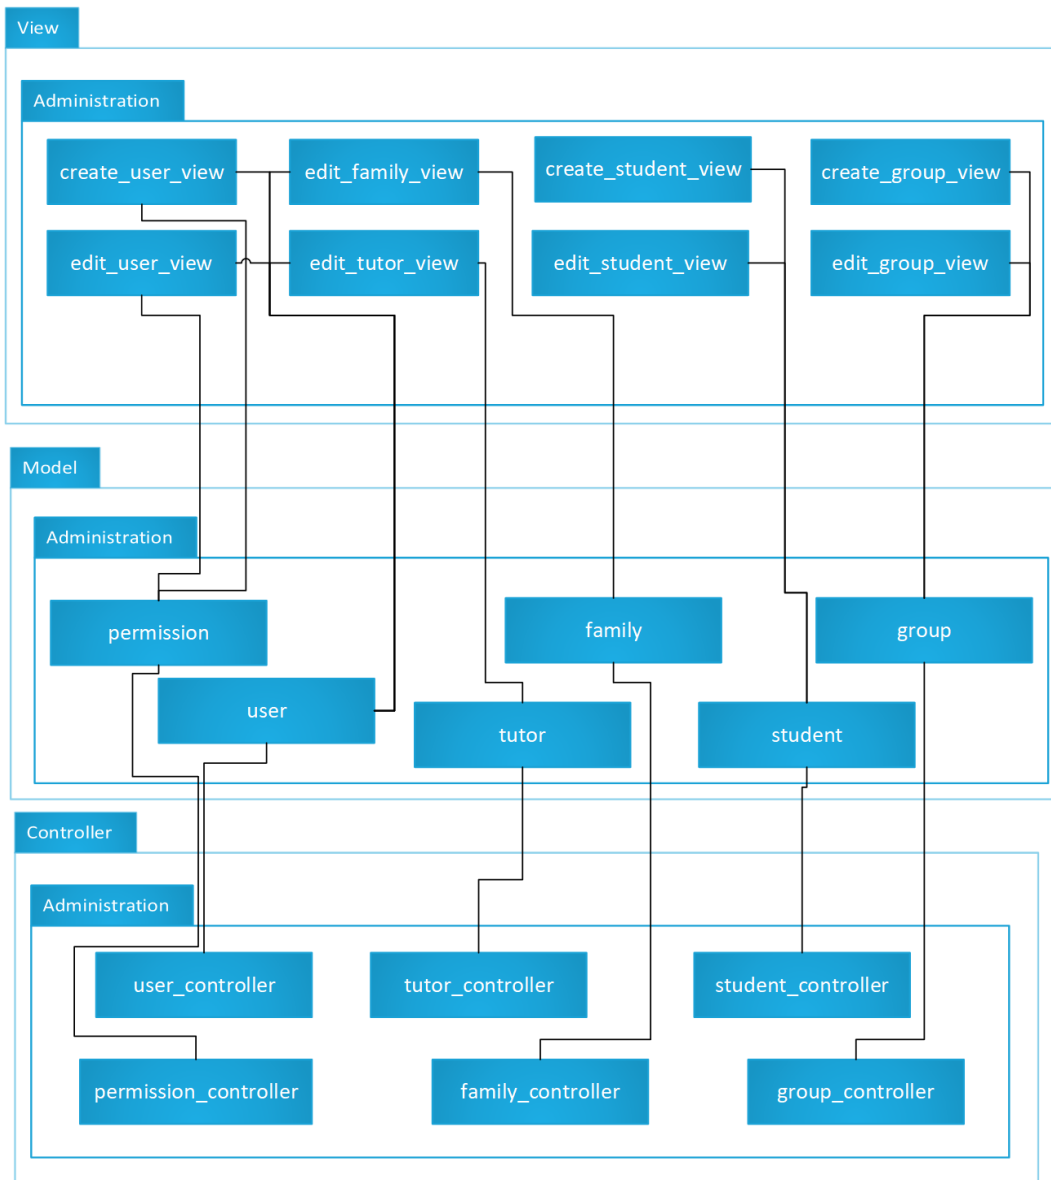 View
Administration
create_user_view
edit_family_view
create_student_view
create_group_view
edit_user_view
edit_tutor_view
edit_student_view
edit_group_view
Model
Administration
permission
family
group
user
tutor
student
Controller
Administration
user_controller
tutor_controller
student_controller
permission_controller
family_controller
group_controller